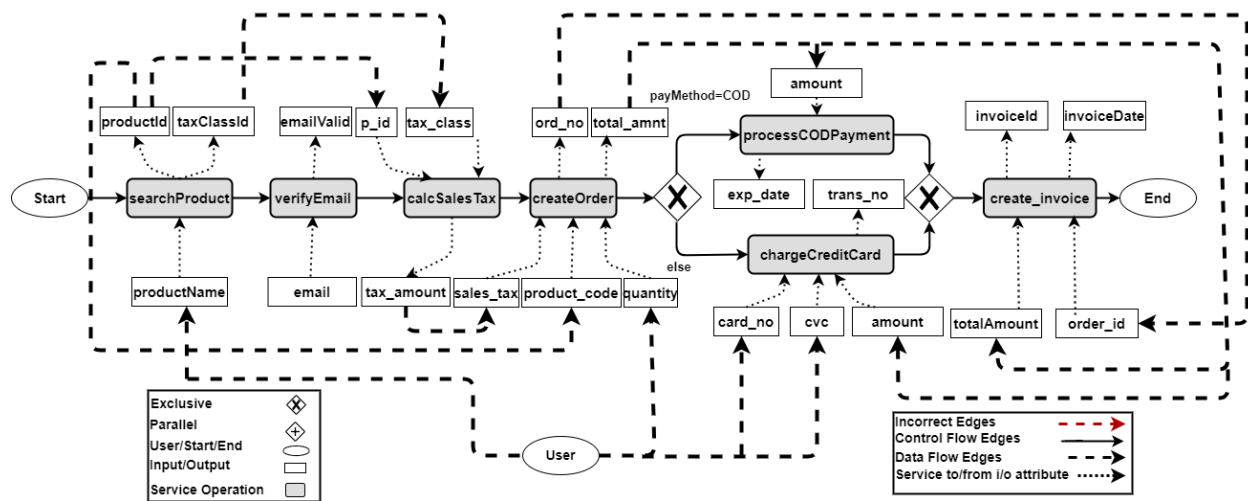 amount
payMethod=COD
productId taxClassId emailValid p_id tax_class ord_no total_amnt invoiceId invoiceDate
processCODPayment
Start searchProduct verifyEmail calcSalesTax createOrder X exp_date trans_no X create_invoice End
else chargeCreditCard
productName email tax_amount sales_tax product_code quantity
card_no cvc amount totalAmount order_id
Exclusive X
Parallel +
User/Start/End
Input/Output
Service Operation
User
Incorrect Edges
Control Flow Edges
Data Flow Edges
Service to/from i/o attribute